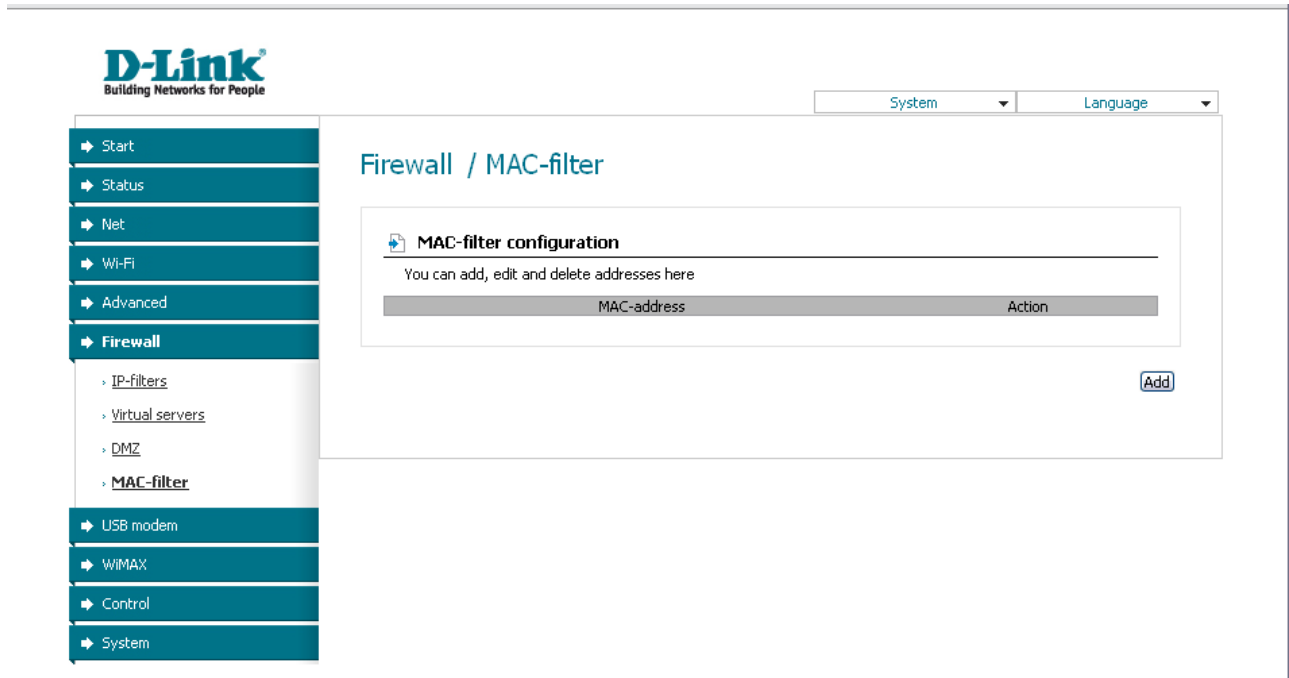 D-Link
Building Networks for People
System Language
Start
Status
Net
Wi-Fi
Advanced
Firewall
IP-filters
Virtual servers
DMZ
MAC-filter
USB modem
WiMAX
Control
System
Firewall / MAC-filter
MAC-filter configuration
You can add, edit and delete addresses here
MAC-address Action
Add